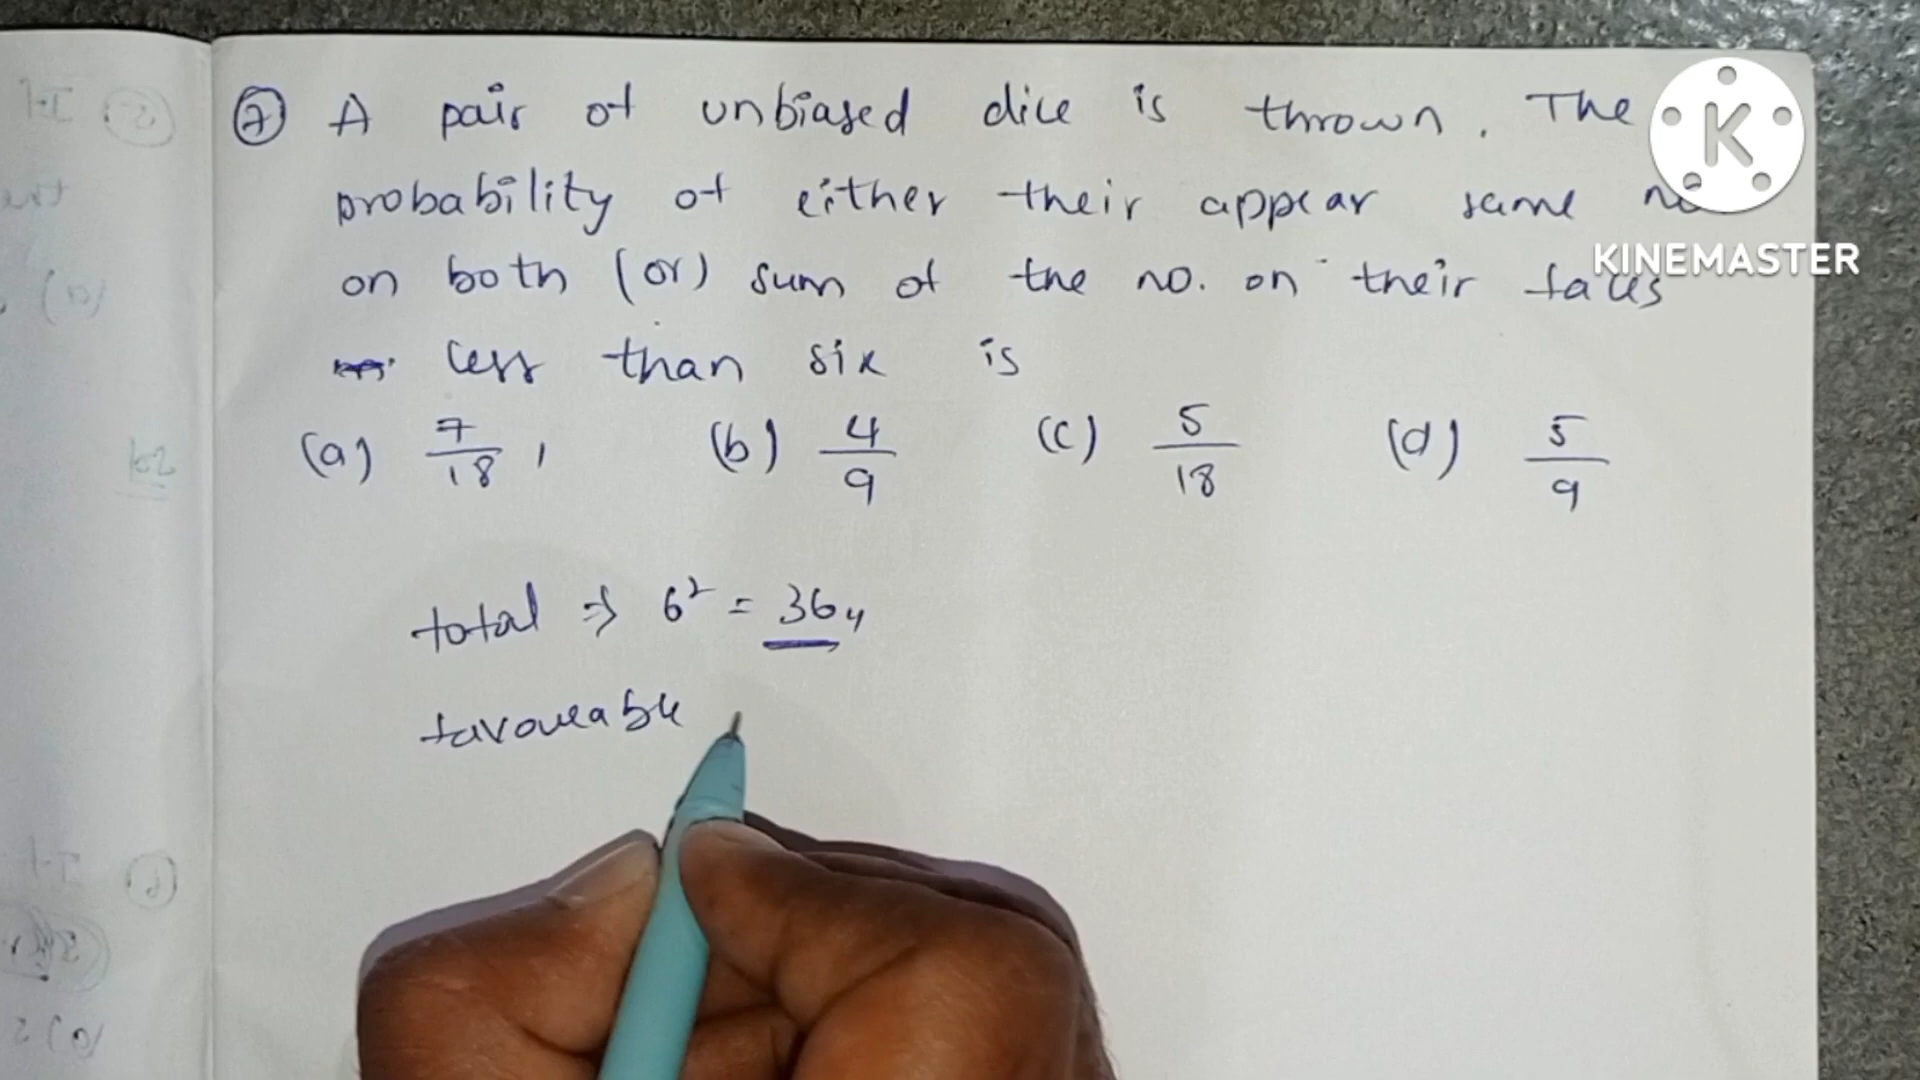 ⑦ A pair of unbiased dice is thrown. The
probability of either their appear same no
on both (or) sum of the no. on their faces
less than six is
(a) 7/18, (b) 4/9 (c) 5/18 (d) 5/9
total ⇒ 6² = 36
favoureable
K
KINEMASTER